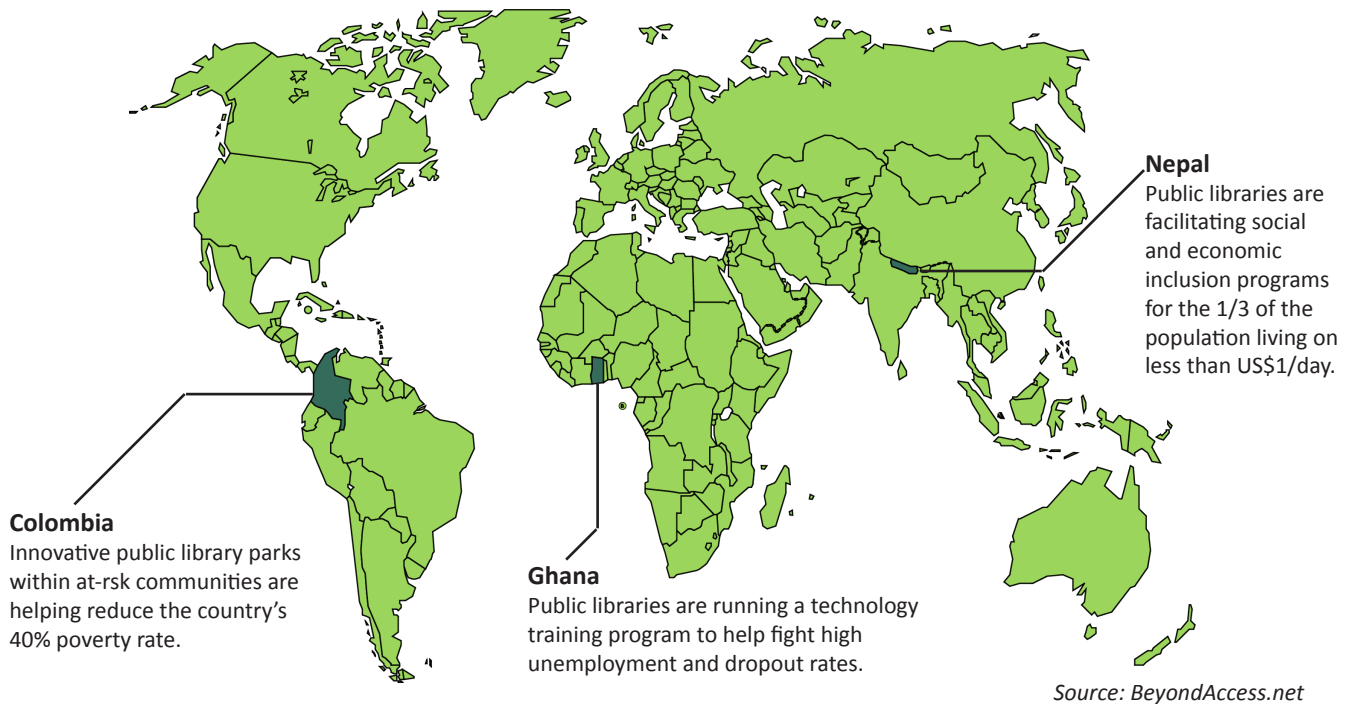 Nepal
Public libraries are
facilitating social
and economic
inclusion programs
for the 1/3 of the
population living on
less than US$1/day.
Colombia
Innovative public library parks
within at-rsk communities are
helping reduce the country's
40% poverty rate.
Ghana
Public libraries are running a technology
training program to help fight high
unemployment and dropout rates.
Source: BeyondAccess.net